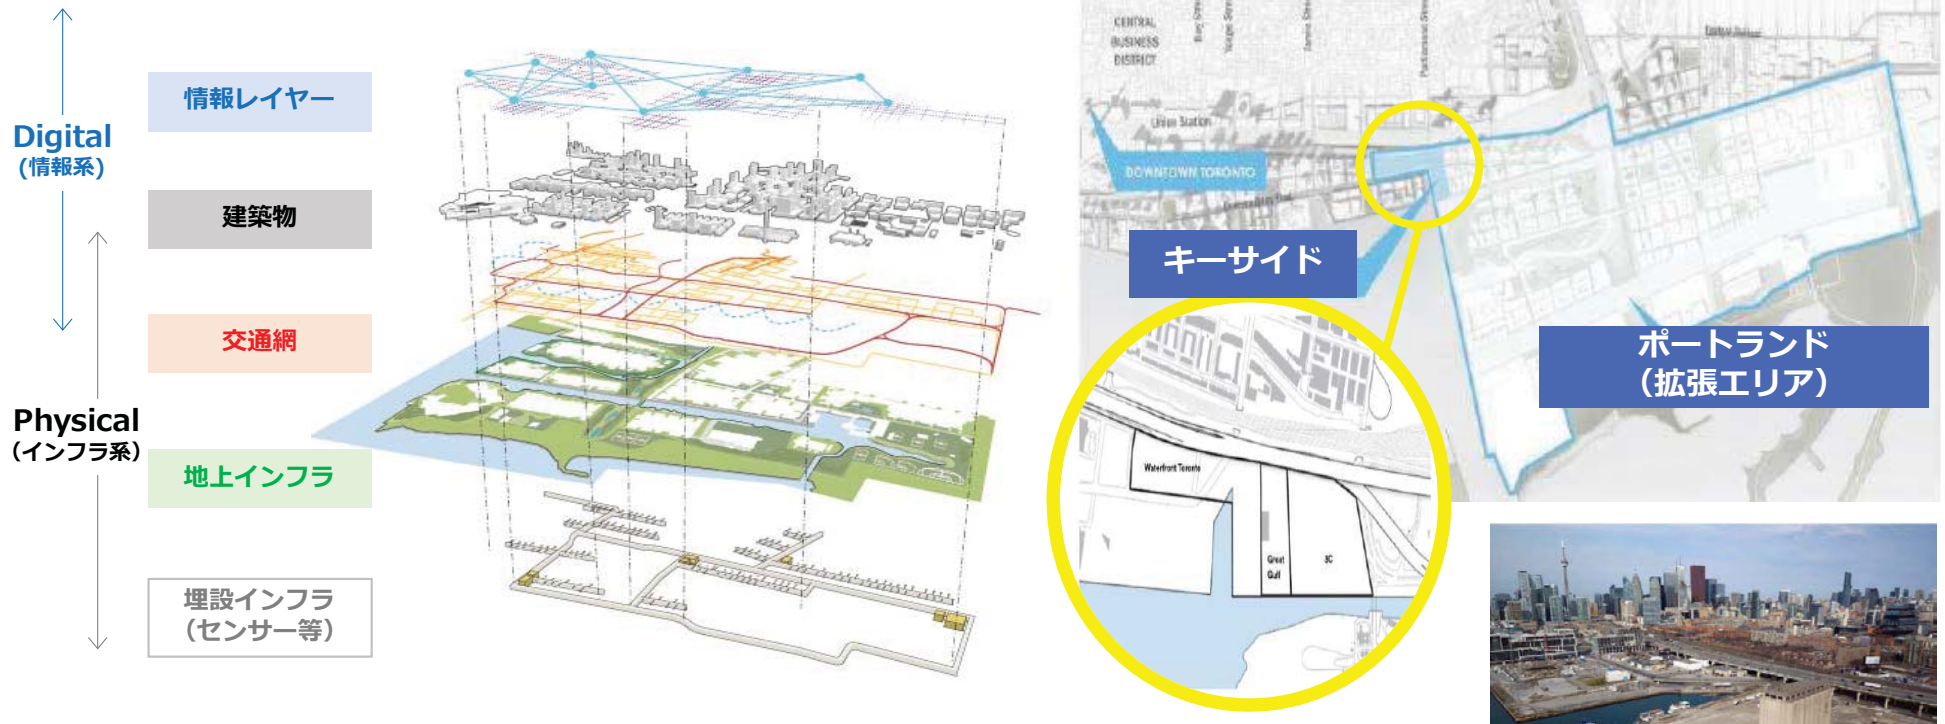 Digital
(情報系)
Physical
(インフラ系)
情報レイヤー
建築物
交通網
地上インフラ
埋設インフラ
(センサー等)
CENTRAL
BUSINESS
DISTRICT
Union Station
DOWNTOWN TORONTO
キーサイド
ポートランド
(拡張エリア)
Waterfront Toronto
Great
Gulf
3C